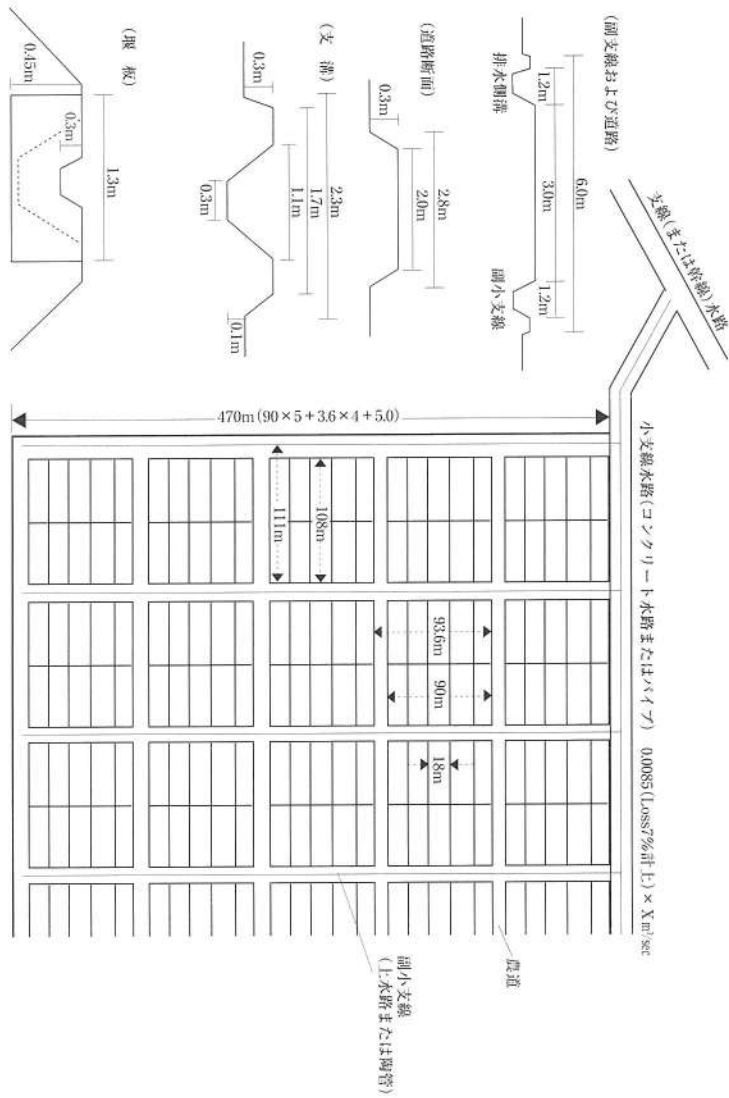 (副支線および道路)
6.0m
1.2m
3.0m
1.2m
排水側溝
副小支線
(道路断面)
2.8m
2.0m
0.3m
(支 溝)
2.3m
1.7m
1.1m
0.3m
0.3m
0.1m
(堰 板)
1.3m
0.3m
0.45m
支線(または幹線)水路
小支線水路(コンクリート水路またはパイプ) 0.0085(Loss7%計上)×X m³/sec
470m(90×5+3.6×4+5.0)
108m
111m
93.6m
90m
18m
農道
副小支線
(土水路または陶管)